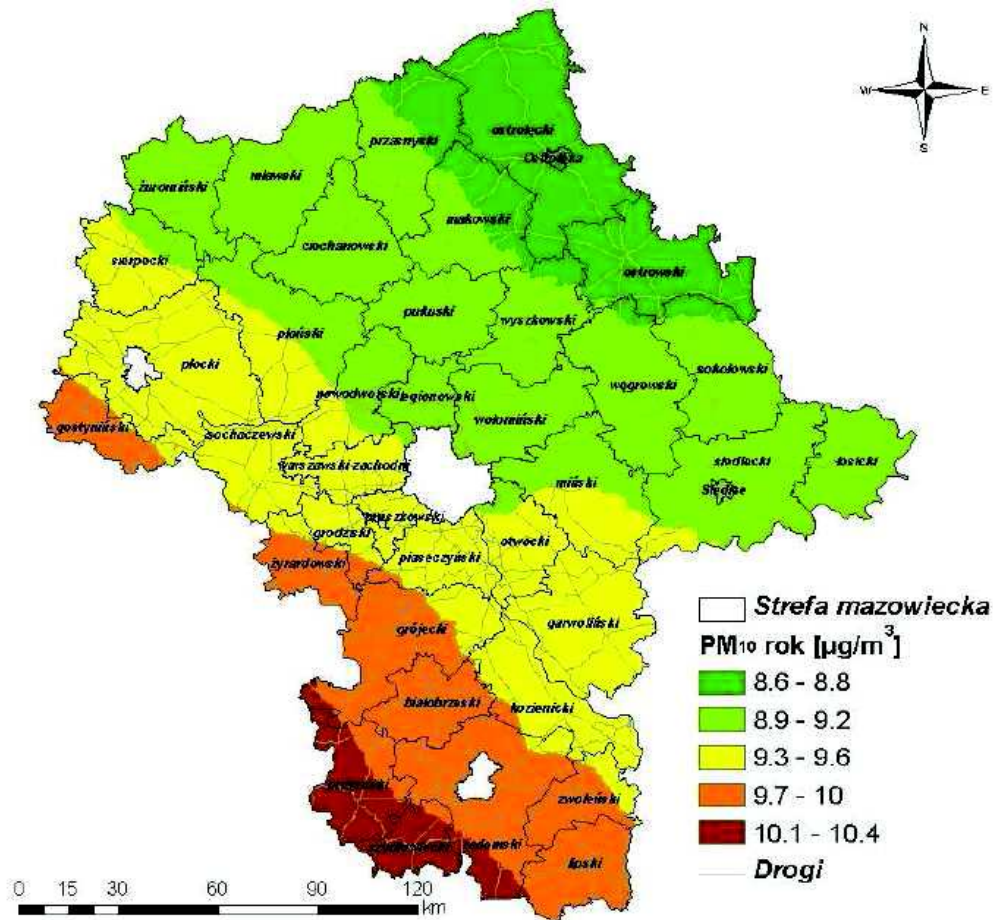 N
W E
S
ostrołęcki
przasnyski
Ostrołęka
mławski
żuromiński
makowski
ciechanowski
sierpecki
ostrowski
pułuski
wyszkowski
płoński
płocki
sokołowski
węgrowski
nowodworski
legionowski
wołomiński
gostyniński
sochaczewski
warszawski zachodni
siedlecki
łosicki
miński
Siedlce
pruszkowski
grodziski
otwocki
piaseczyński
żyrardowski
garwoliński
grójecki
białobrzeski
kozienicki
zwoleński
radomski
lipski
Strefa mazowiecka
PM10 rok [µg/m³]
8.6 - 8.8
8.9 - 9.2
9.3 - 9.6
9.7 - 10
10.1 - 10.4
Drogi
0 15 30 60 90 120
km